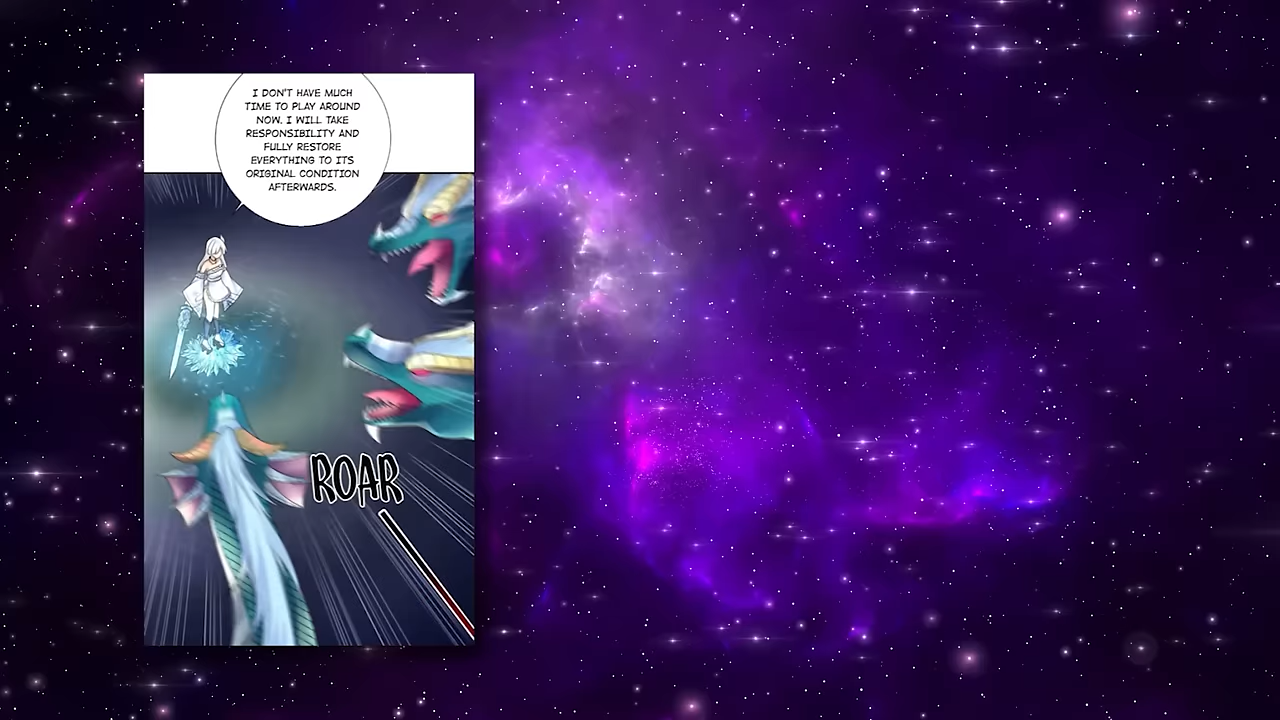 I DON'T HAVE MUCH
TIME TO PLAY AROUND
NOW. I WILL TAKE
RESPONSIBILITY AND
FULLY RESTORE
EVERYTHING TO ITS
ORIGINAL CONDITION
AFTERWARDS.
ROAR